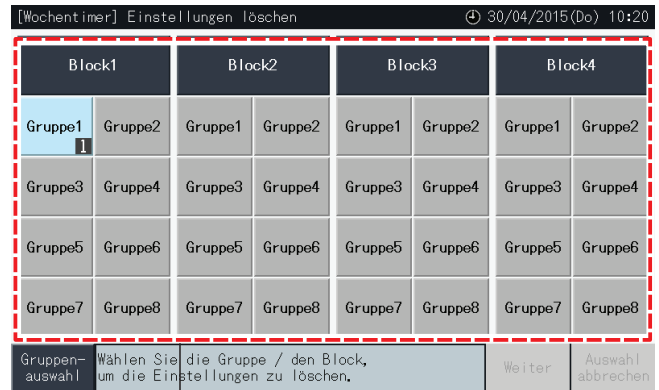 [Wochentimer] Einstellungen löschen 30/04/2015(Do) 10:20
Block1 Block2 Block3 Block4
Gruppe1 Gruppe2 Gruppe1 Gruppe2 Gruppe1 Gruppe2 Gruppe1 Gruppe2
1
Gruppe3 Gruppe4 Gruppe3 Gruppe4 Gruppe3 Gruppe4 Gruppe3 Gruppe4
Gruppe5 Gruppe6 Gruppe5 Gruppe6 Gruppe5 Gruppe6 Gruppe5 Gruppe6
Gruppe7 Gruppe8 Gruppe7 Gruppe8 Gruppe7 Gruppe8 Gruppe7 Gruppe8
Gruppen-
auswahl
Wählen Sie die Gruppe / den Block,
um die Einstellungen zu löschen.
Weiter
Auswahl
abbrechen